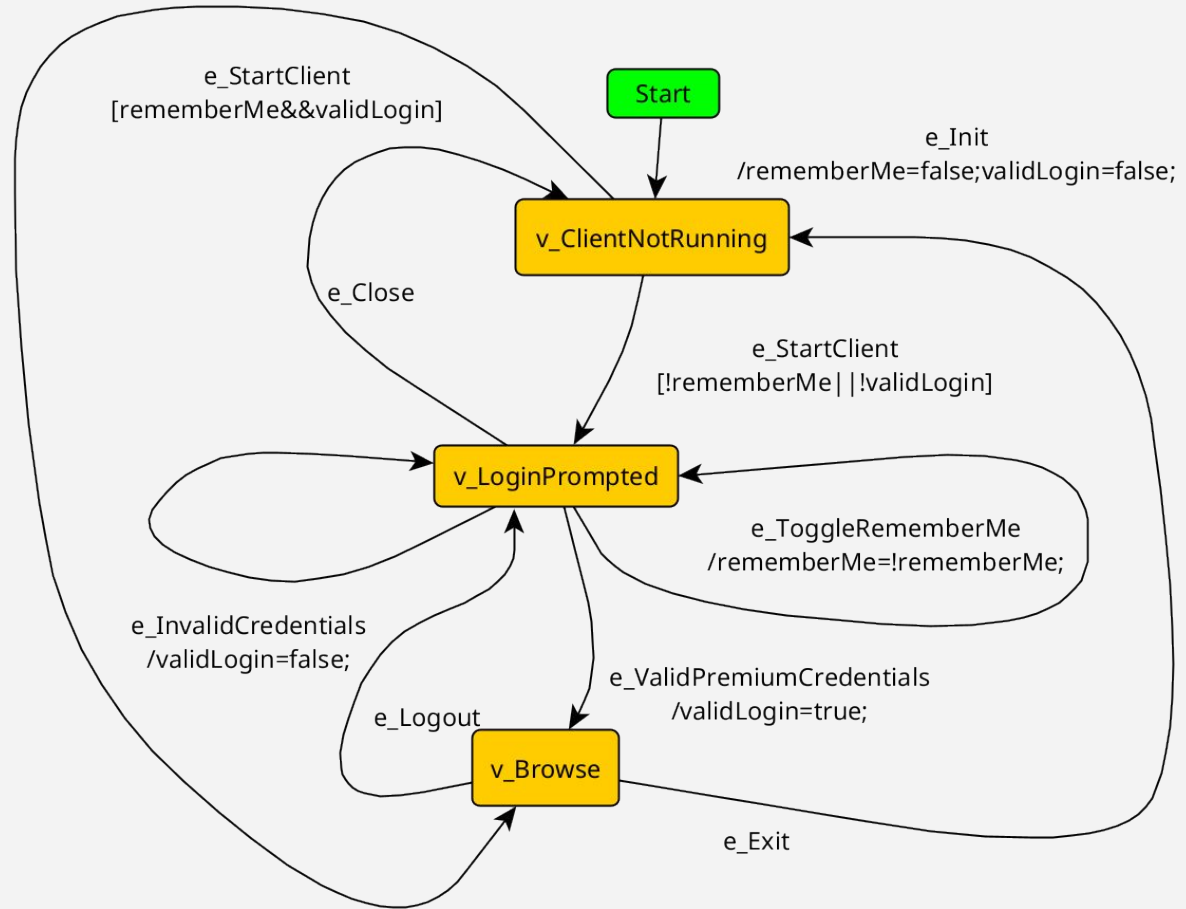 e_StartClient
[rememberMe&&validLogin]
Start
e_Init
/rememberMe=false;validLogin=false;
v_ClientNotRunning
e_Close
e_StartClient
[!rememberMe||!validLogin]
v_LoginPrompted
e_ToggleRememberMe
/rememberMe=!rememberMe;
e_InvalidCredentials
/validLogin=false;
e_ValidPremiumCredentials
/validLogin=true;
e_Logout
v_Browse
e_Exit